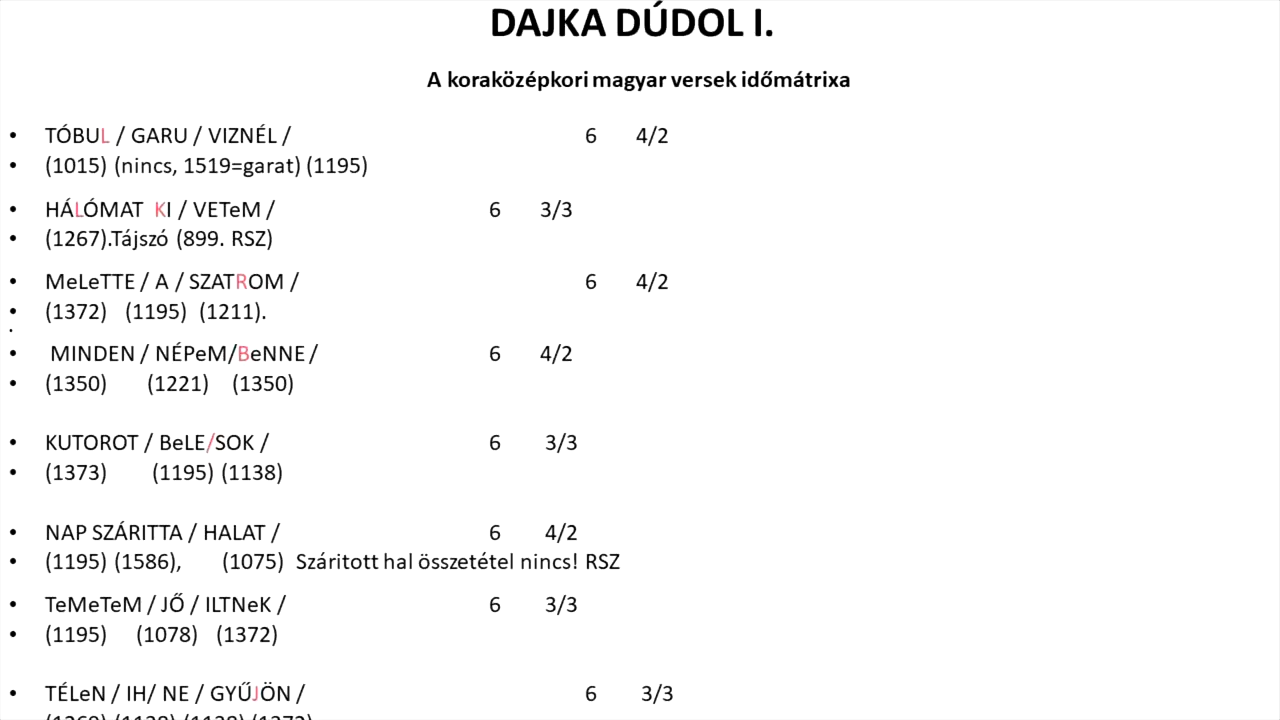 DAJKA DÚDOL I.
A koraközépkori magyar versek időmátrixa
• TÓBUL / GARU / VIZNÉL / 6 4/2
• (1015) (nincs, 1519=garat) (1195)
• HÁLÓMAT KI / VETeM / 6 3/3
• (1267).Tájszó (899. RSZ)
• MeLeTTE / A / SZATROM / 6 4/2
• (1372) (1195) (1211).
•
• MINDEN / NÉPeM/BeNNE / 6 4/2
• (1350) (1221) (1350)
• KUTOROT / BeLE/SOK / 6 3/3
• (1373) (1195) (1138)
• NAP SZÁRITTA / HALAT / 6 4/2
• (1195) (1586), (1075) Száritott hal összetétel nincs! RSZ
• TeMeTeM / JŐ / ILTNeK / 6 3/3
• (1195) (1078) (1372)
• TÉLeN / IH/ NE / GYŰJÖN / 6 3/3